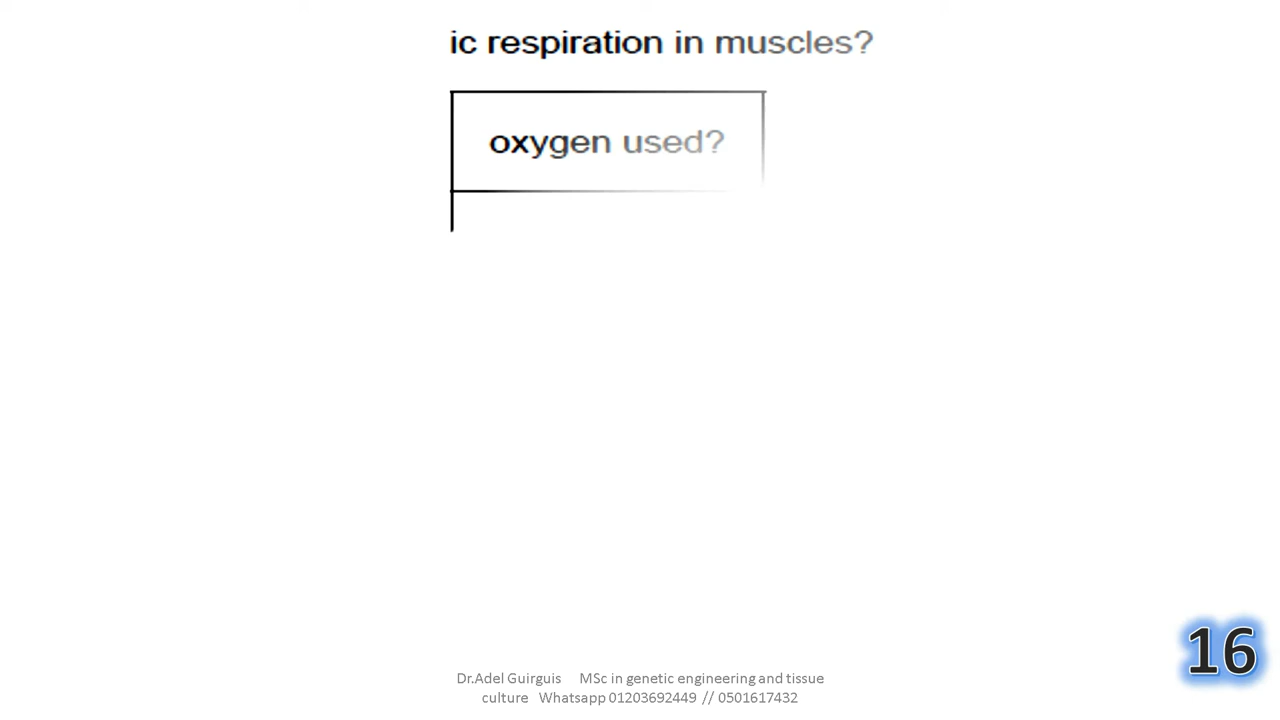 ic respiration in muscles?
oxygen used?
16
Dr.Adel Guirguis MSc in genetic engineering and tissue
culture Whatsapp 01203692449 // 0501617432